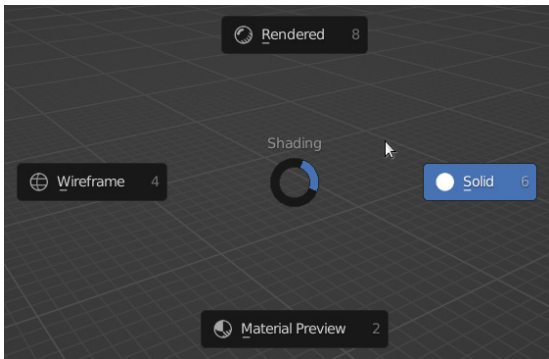 Rendered 8
Shading
Wireframe 4
Solid 6
Material Preview 2